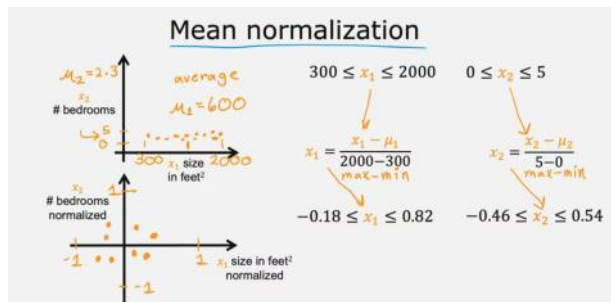 Mean normalization
μ₂=2.3
average
μ₁=600
x₂
# bedrooms
5
0
300
2000
x₁ size
in feet²
300 ≤ x₁ ≤ 2000
x₁ = x₁ − μ₁ / 2000−300
max-min
−0.18 ≤ x₁ ≤ 0.82
0 ≤ x₂ ≤ 5
x₂ = x₂ − μ₂ / 5−0
max-min
−0.46 ≤ x₂ ≤ 0.54
x₂
# bedrooms
normalized
1
-1
1
x₁ size in feet²
normalized
-1